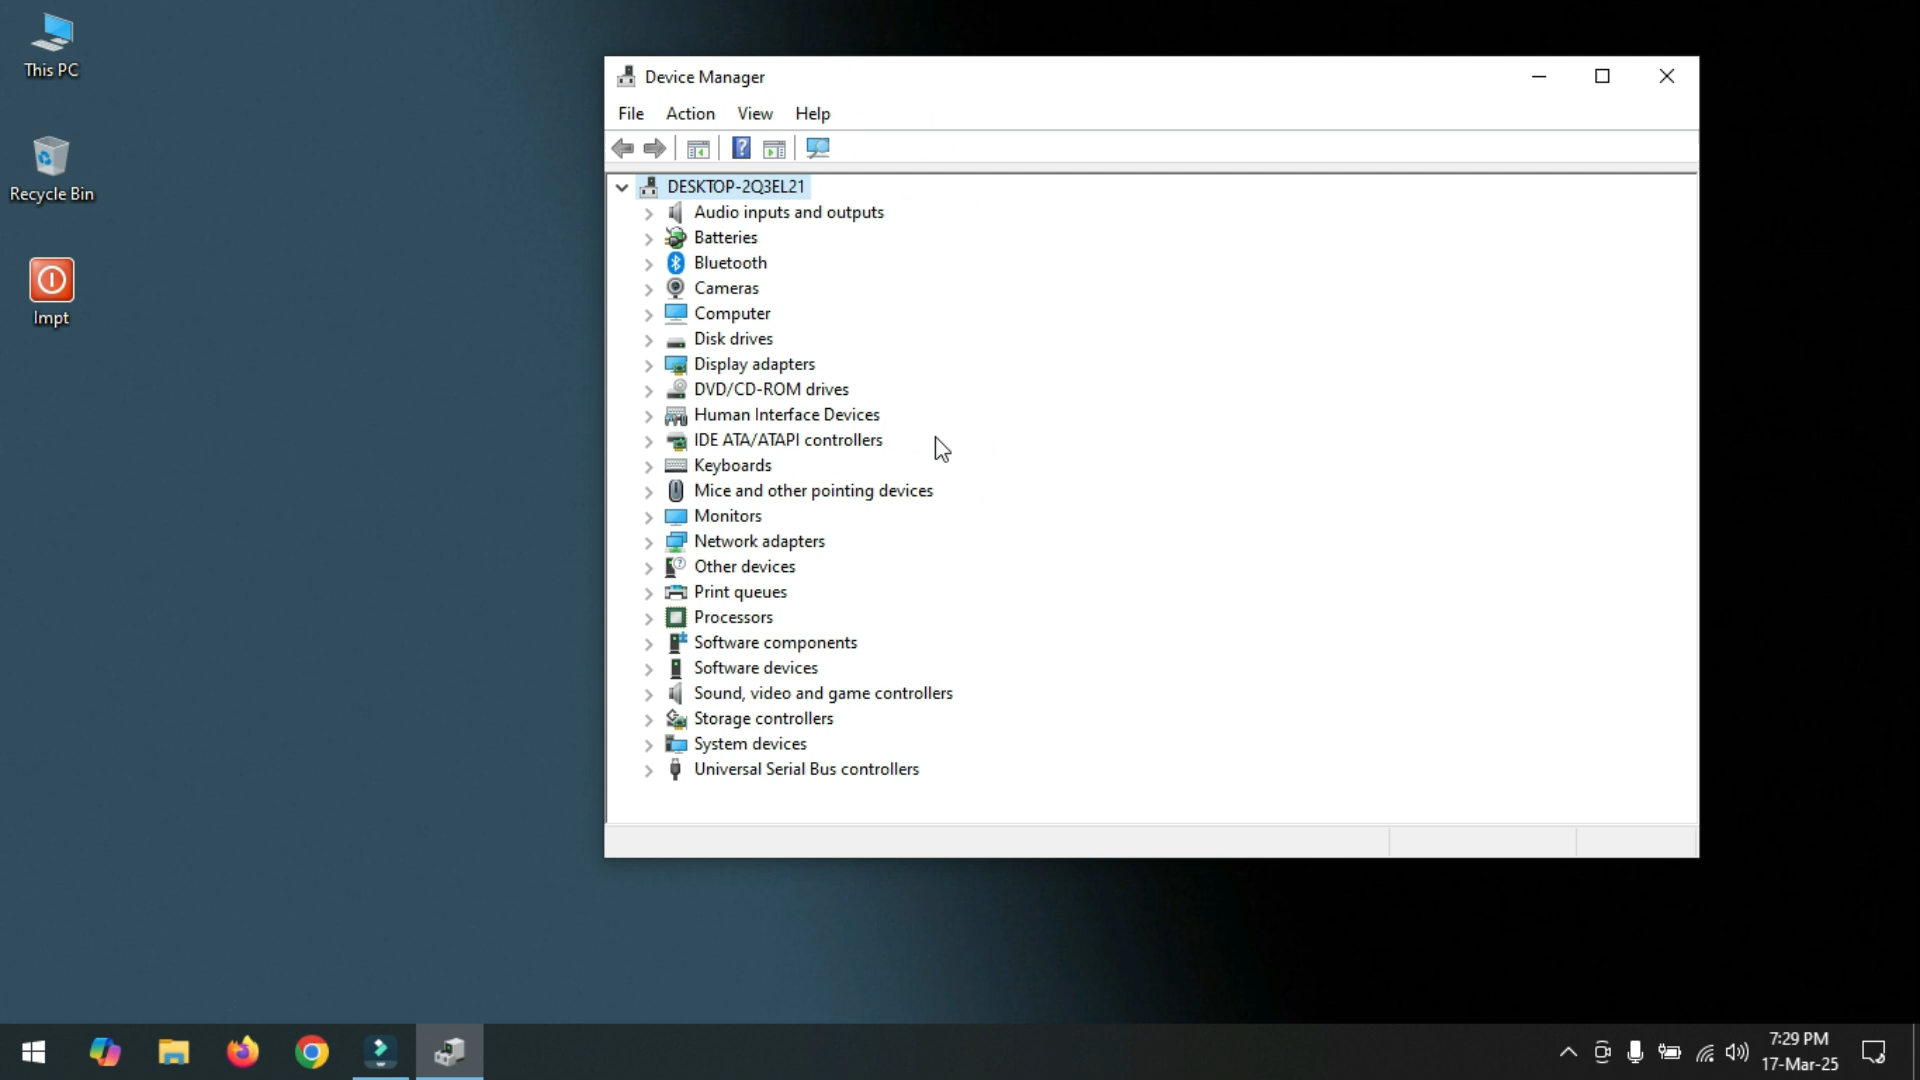 This PC
Recycle Bin
Impt
Device Manager
File Action View Help
DESKTOP-2Q3EL21
Audio inputs and outputs
Batteries
Bluetooth
Cameras
Computer
Disk drives
Display adapters
DVD/CD-ROM drives
Human Interface Devices
IDE ATA/ATAPI controllers
Keyboards
Mice and other pointing devices
Monitors
Network adapters
Other devices
Print queues
Processors
Software components
Software devices
Sound, video and game controllers
Storage controllers
System devices
Universal Serial Bus controllers
7:29 PM
17-Mar-25